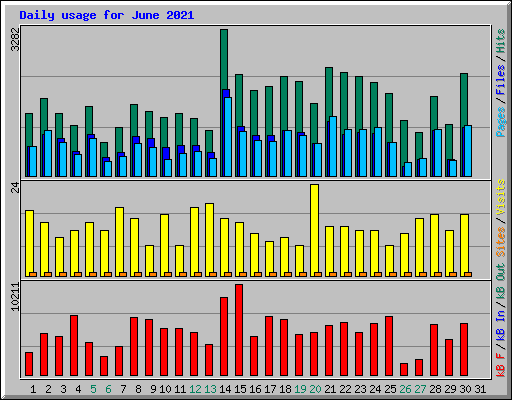 Daily usage for June 2021
3282
24
10211
Pages / Files / Hits
Sites / Visits
kB F / kB In / kB Out
1 2 3 4 5 6 7 8 9 10 11 12 13 14 15 16 17 18 19 20 21 22 23 24 25 26 27 28 29 30 31